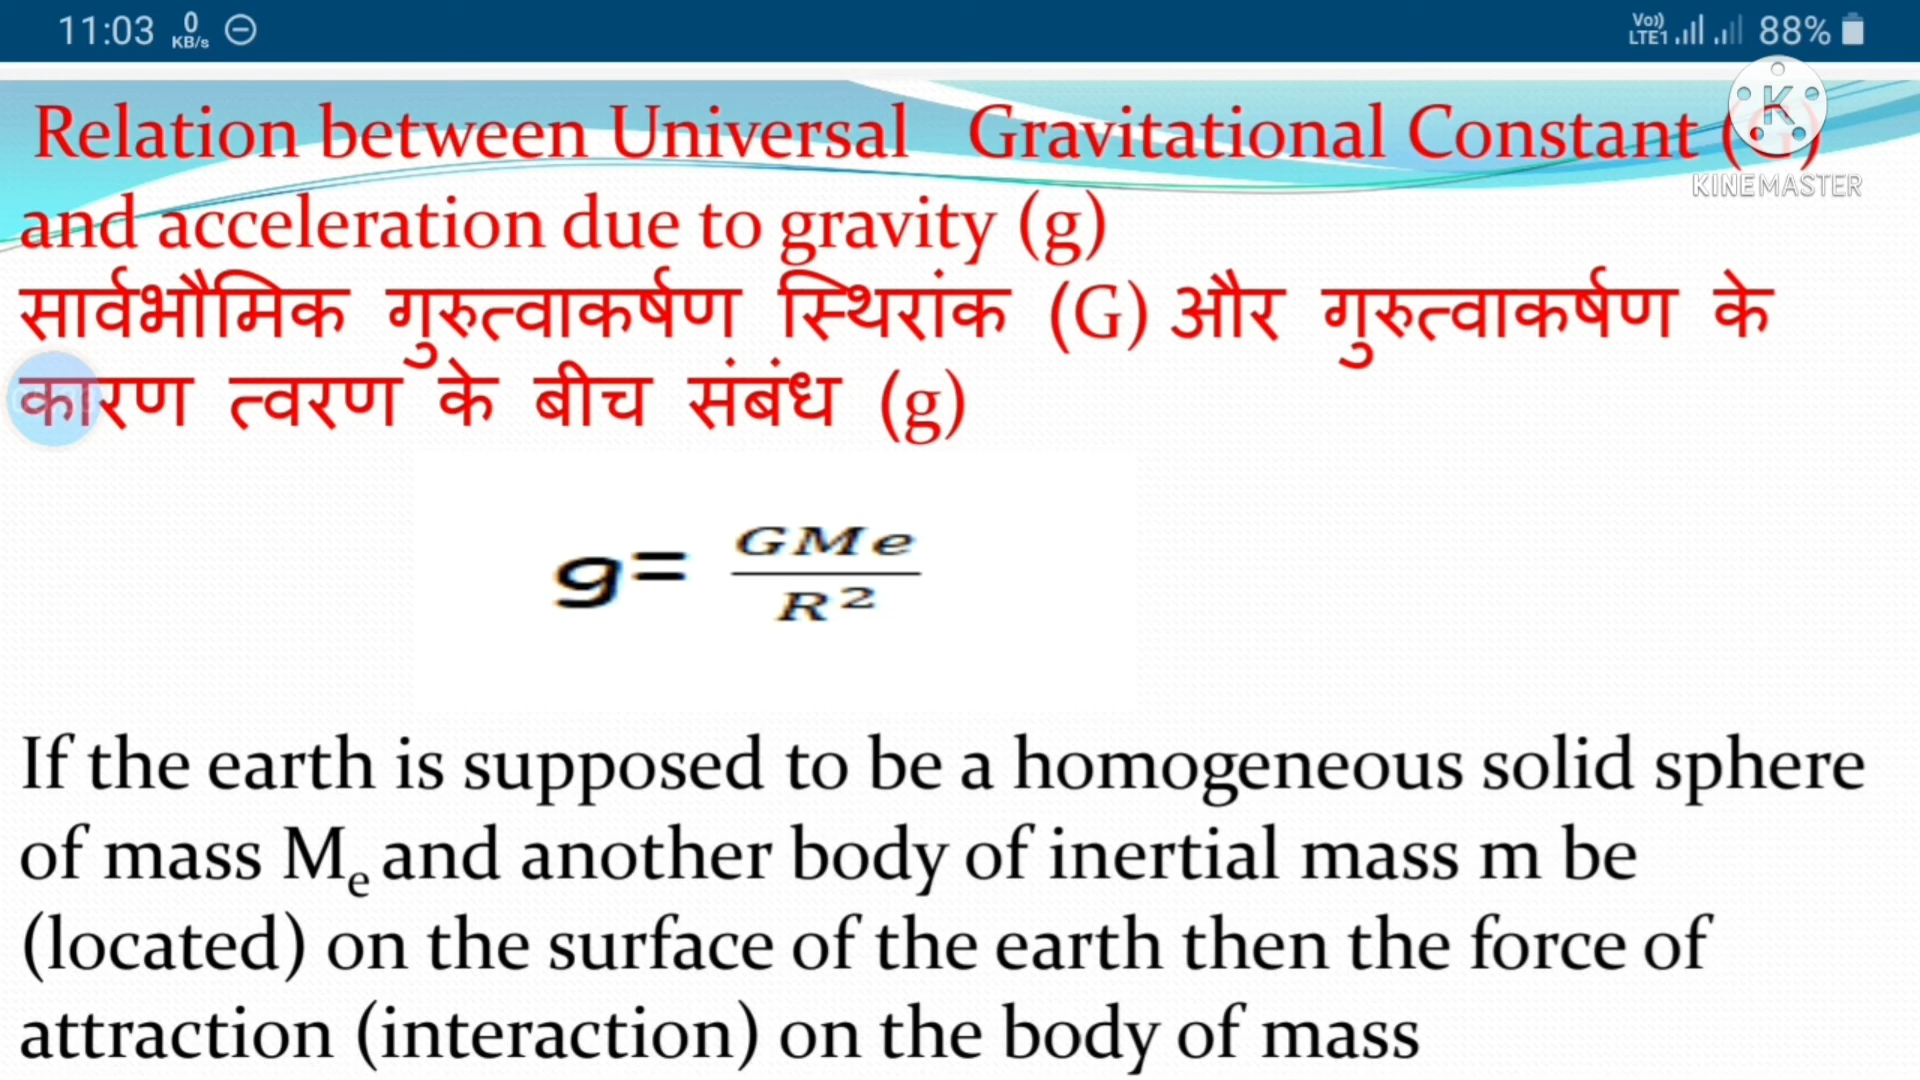 11:03 0 KB/s Vo)) LTE1 88%
Relation between Universal Gravitational Constant (G)
KINEMASTER
and acceleration due to gravity (g)
सार्वभौमिक गुरुत्वाकर्षण स्थिरांक (G) और गुरुत्वाकर्षण के
कारण त्वरण के बीच संबंध (g)
g= GMe
R²
If the earth is supposed to be a homogeneous solid sphere
of mass Mₑ and another body of inertial mass m be
(located) on the surface of the earth then the force of
attraction (interaction) on the body of mass